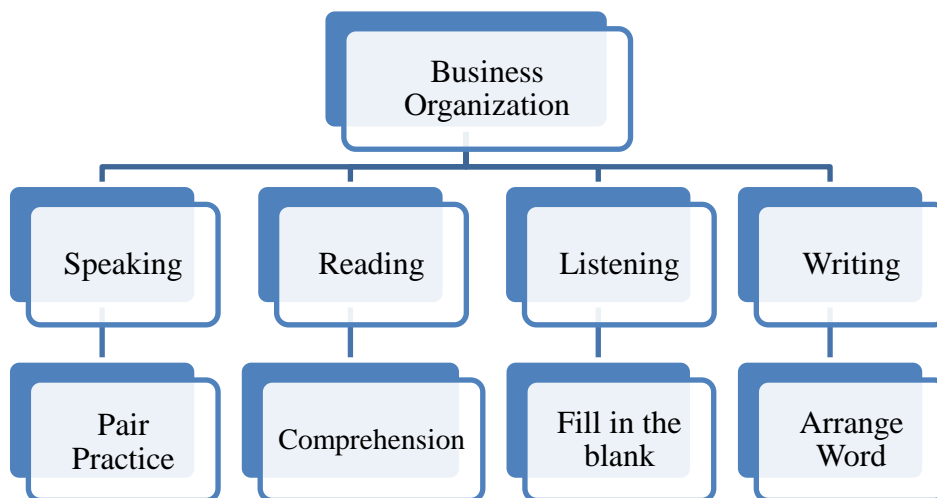 Business
Organization
Speaking
Reading
Listening
Writing
Pair
Practice
Comprehension
Fill in the
blank
Arrange
Word